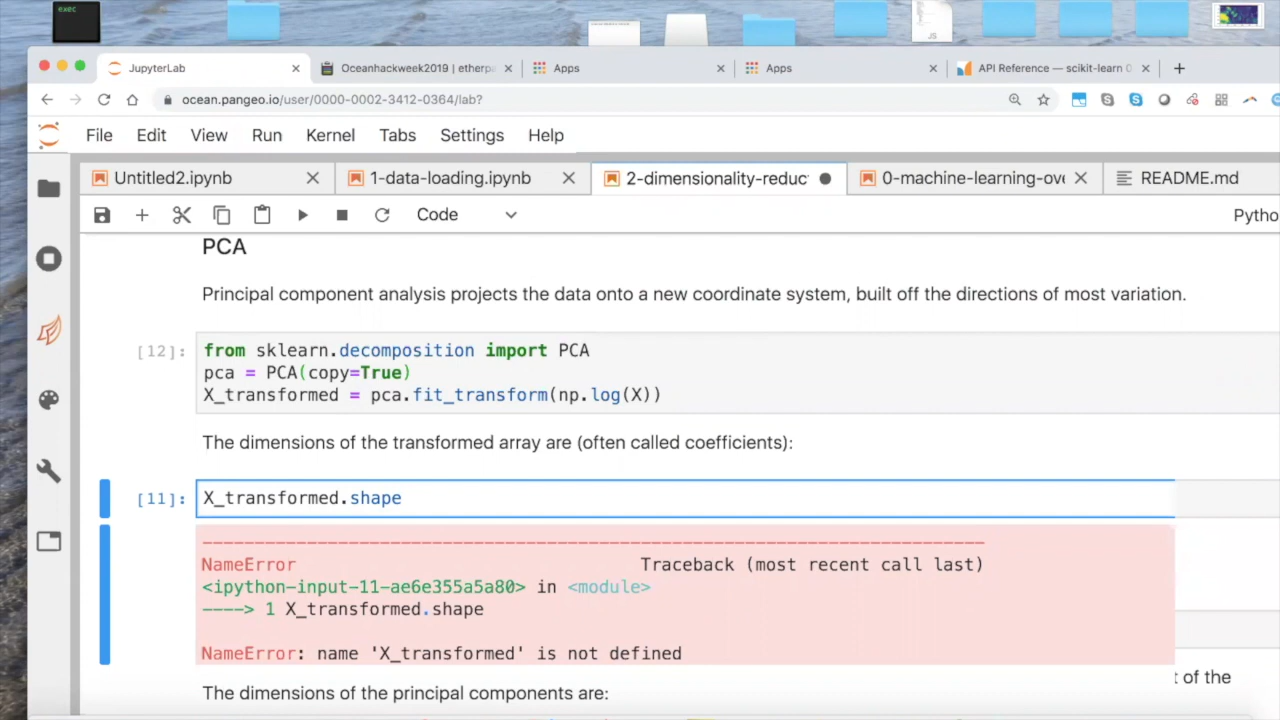 exec
JS
JupyterLab
Oceanhackweek2019 | etherpa
Apps
Apps
API Reference — scikit-learn 0
ocean.pangeo.io/user/0000-0002-3412-0364/lab?
File Edit View Run Kernel Tabs Settings Help
Untitled2.ipynb
1-data-loading.ipynb
2-dimensionality-reduc
0-machine-learning-ov
README.md
Code
Pytho
PCA
Principal component analysis projects the data onto a new coordinate system, built off the directions of most variation.
[12]:
from sklearn.decomposition import PCA
pca = PCA(copy=True)
X_transformed = pca.fit_transform(np.log(X))
The dimensions of the transformed array are (often called coefficients):
[11]:
X_transformed.shape
---------------------------------------------------------------------------
NameError Traceback (most recent call last)
<ipython-input-11-ae6e355a5a80> in <module>
----> 1 X_transformed.shape
NameError: name 'X_transformed' is not defined
t of the
The dimensions of the principal components are: